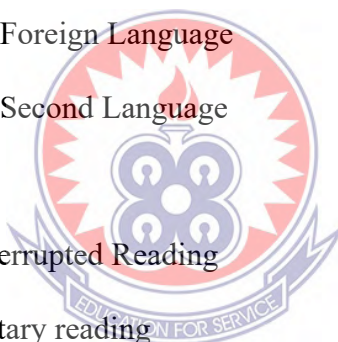 Foreign Language
Second Language
errupted Reading
tary reading
EDUCATION FOR SERVICE